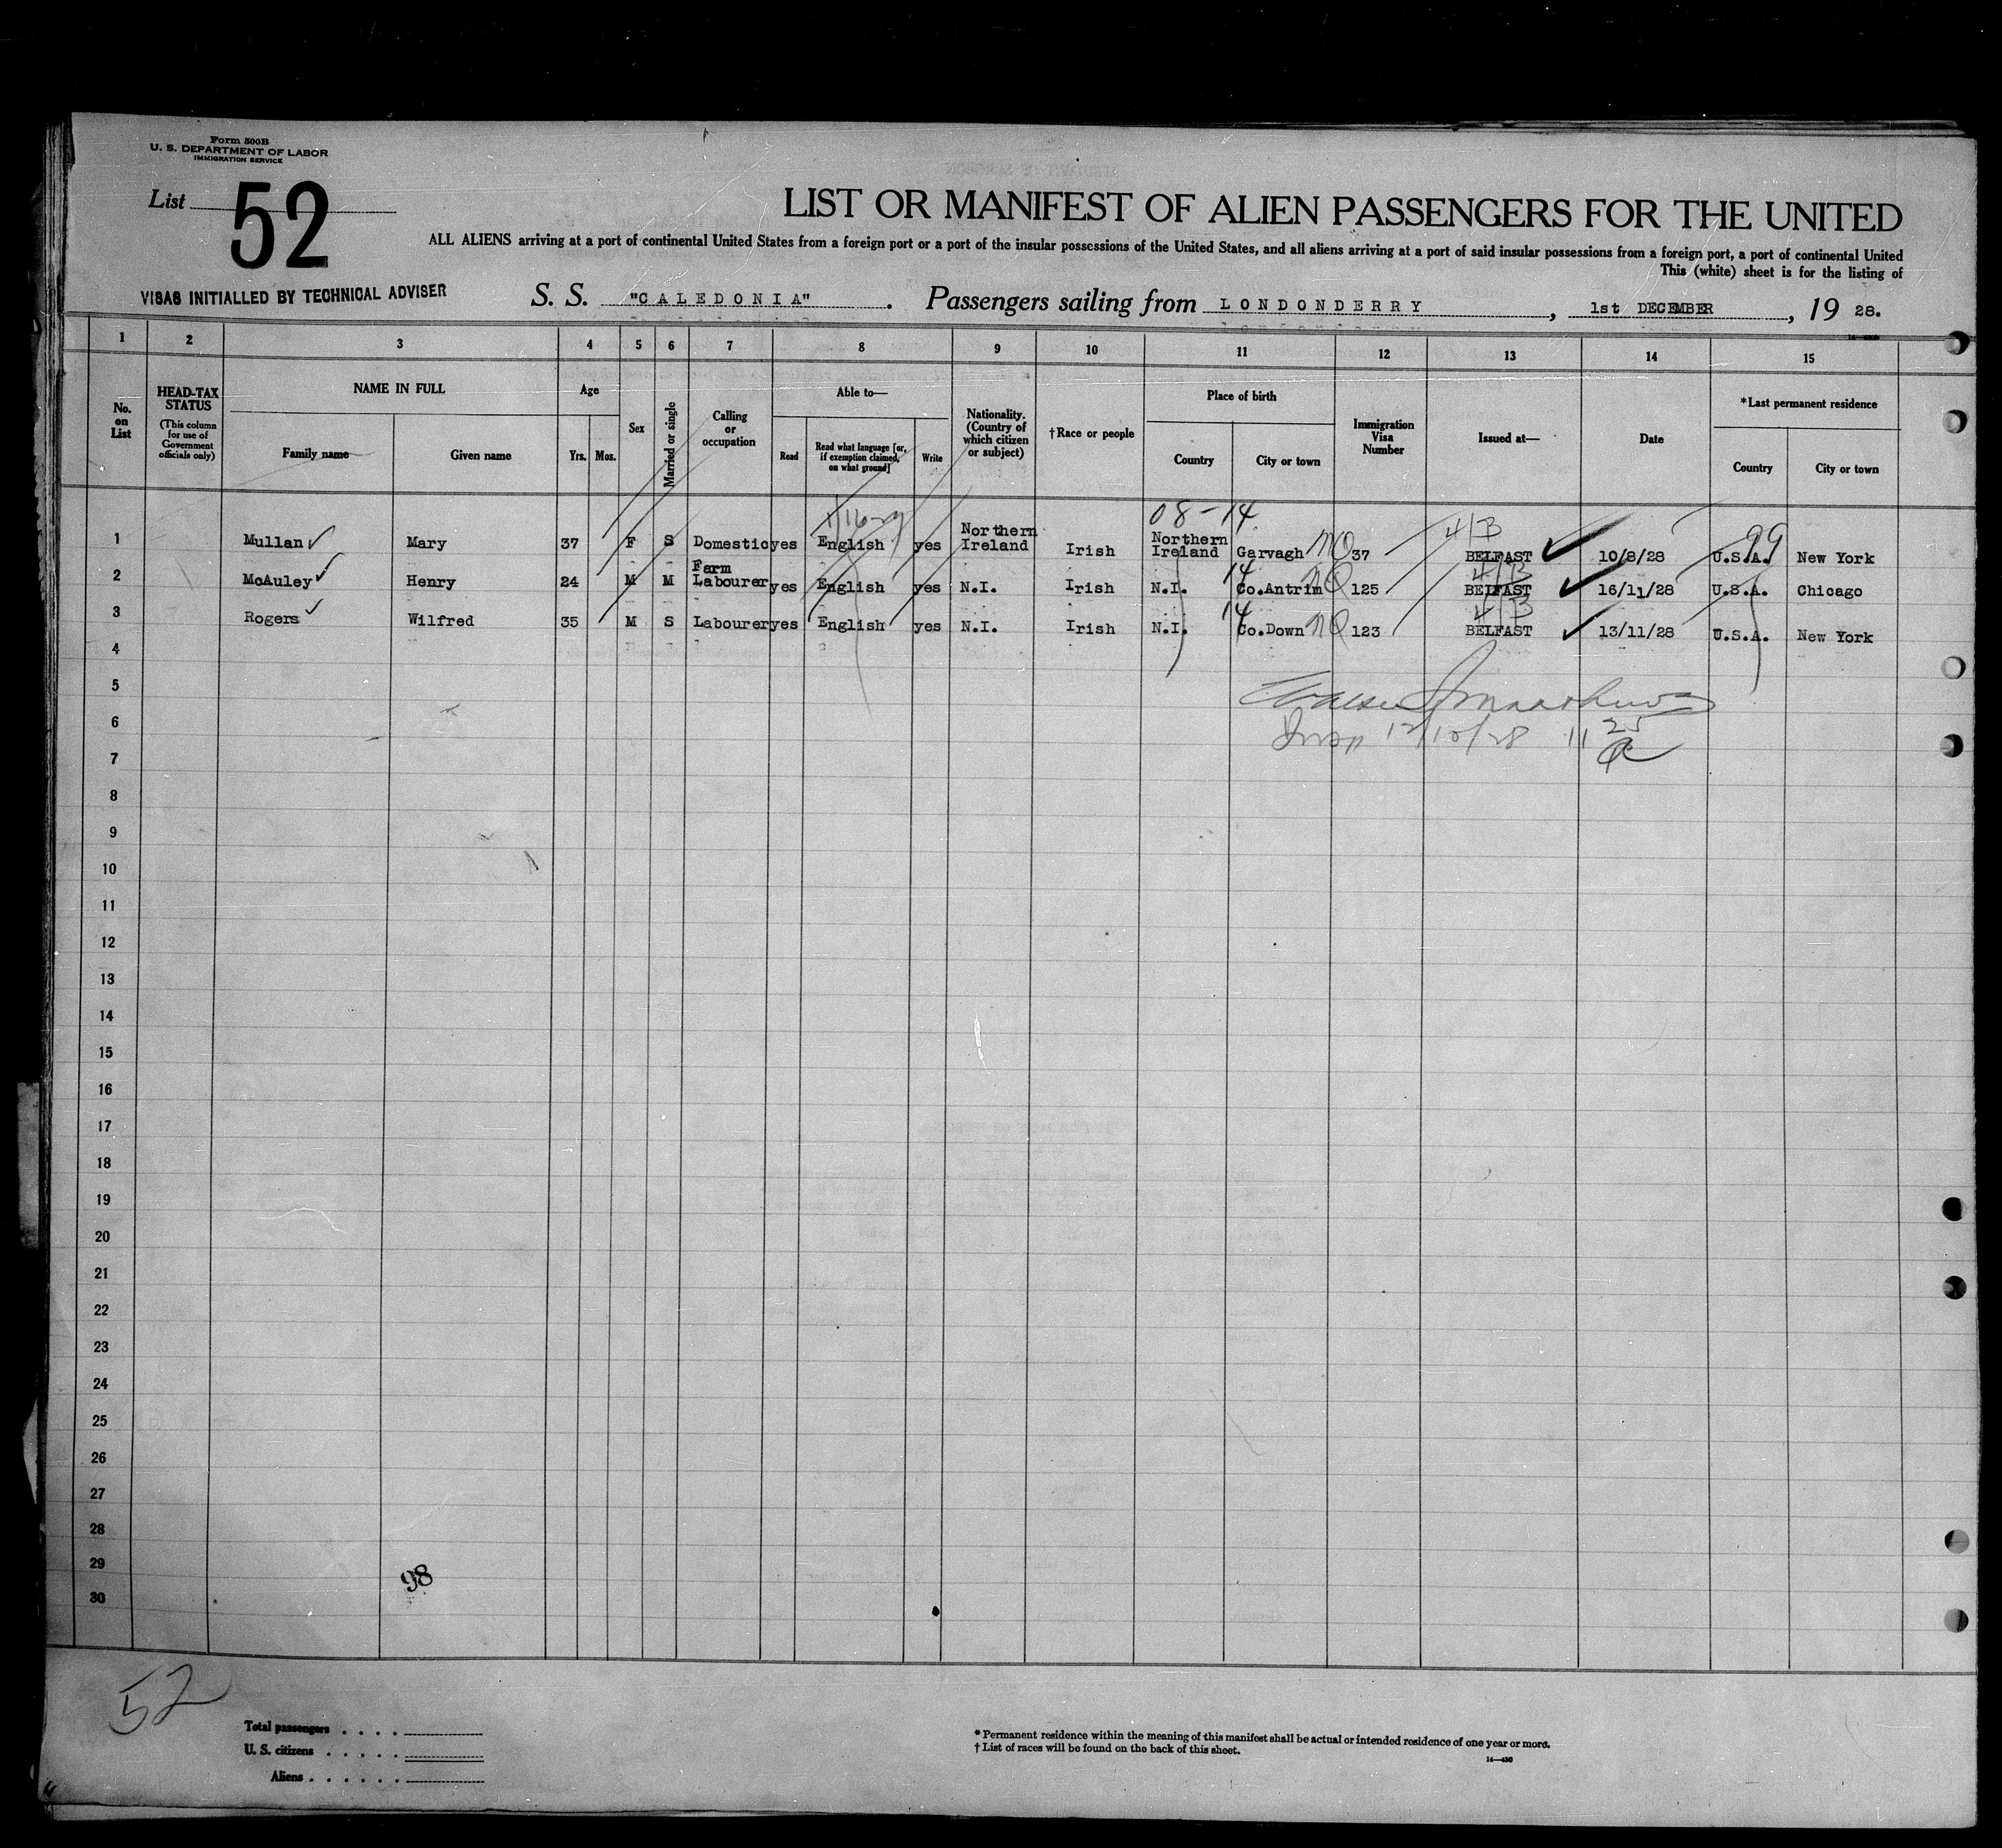 Form 500B
U. S. DEPARTMENT OF LABOR
IMMIGRATION SERVICE
List 52
LIST OR MANIFEST OF ALIEN PASSENGERS FOR THE UNITED
ALL ALIENS arriving at a port of continental United States from a foreign port or a port of the insular possessions of the United States, and all aliens arriving at a port of said insular possessions from a foreign port, a port of continental United
This (white) sheet is for the listing of
VISAS INITIALLED BY TECHNICAL ADVISER
S. S. "CALEDONIA". Passengers sailing from LONDONDERRY, 1st DECEMBER, 19 28.
1 2 3 4 5 6 7 8 9 10 11 12 13 14 15
No. on List
HEAD-TAX STATUS
(This column for use of Government officials only)
NAME IN FULL
Family name Given name
Age
Yrs. Mos.
Sex
Married or single
Calling or occupation
Able to—
Read
Read what language [or, if exemption claimed, on what ground]
Write
Nationality. (Country of which citizen or subject)
†Race or people
Place of birth
Country City or town
Immigration Visa Number
Issued at—
Date
*Last permanent residence
Country City or town
08-14 4/B 99
1 Mullan Mary 37 F S Domestic yes English yes Northern Ireland Irish Northern Ireland Garvagh NQ 37 BELFAST 10/8/28 U.S.A. New York
14 4/B
2 McAuley Henry 24 M M Farm Labourer yes English yes N.I. Irish N.I. Co.Antrim NQ 125 BELFAST 16/11/28 U.S.A. Chicago
14 4/B
3 Rogers Wilfred 35 M S Labourer yes English yes N.I. Irish N.I. Co.Down NQ 123 BELFAST 13/11/28 U.S.A. New York
4
5
6
12/10/28 11 25
7
8
9
10
11
12
13
14
15
16
17
18
19
20
21
22
23
24
25
26
27
28
29
98
30
52
Total passengers . . . .
U. S. citizens . . . . .
Aliens . . . . . .
* Permanent residence within the meaning of this manifest shall be actual or intended residence of one year or more.
† List of races will be found on the back of this sheet.
14—430